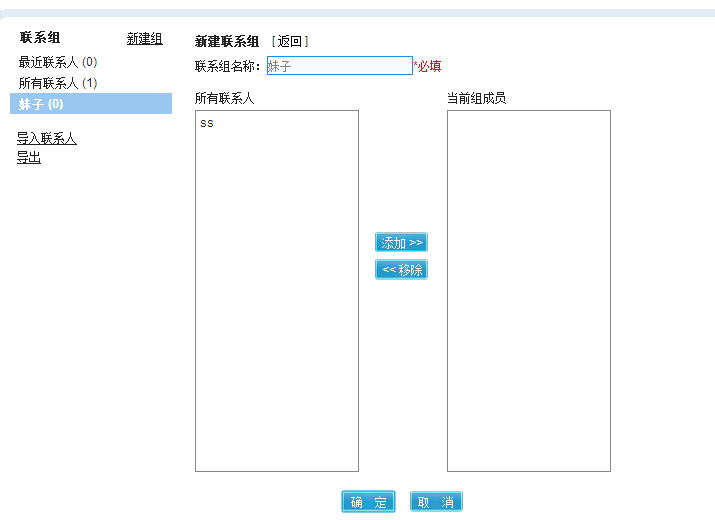 联系组 新建组
最近联系人 (0)
所有联系人 (1)
妹子 (0)
导入联系人
导出
新建联系组 [返回]
联系组名称: 妹子 *必填
所有联系人 当前组成员
ss
添加 >>
<< 移除
确 定 取 消